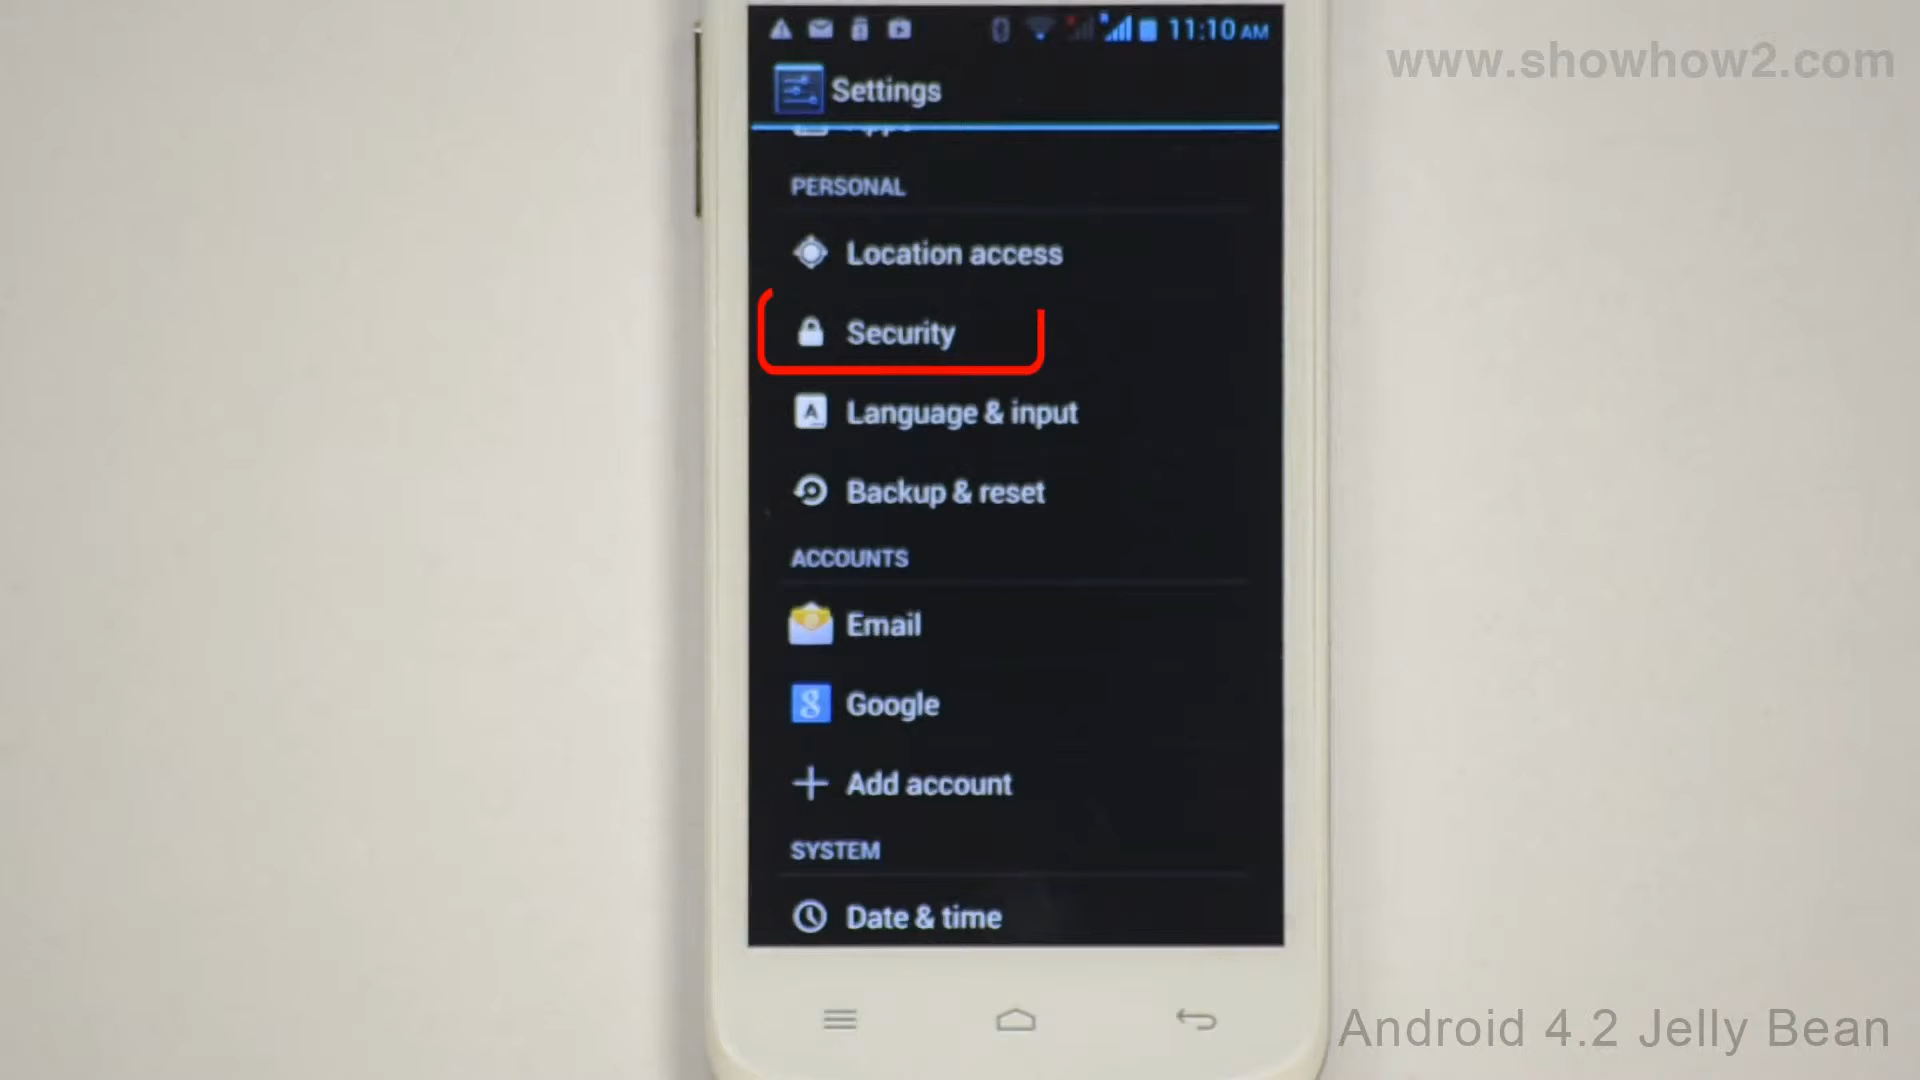 11:10 AM
www.showhow2.com
Settings
Apps
PERSONAL
Location access
Security
Language & input
Backup & reset
ACCOUNTS
Email
Google
Add account
SYSTEM
Date & time
Android 4.2 Jelly Bean